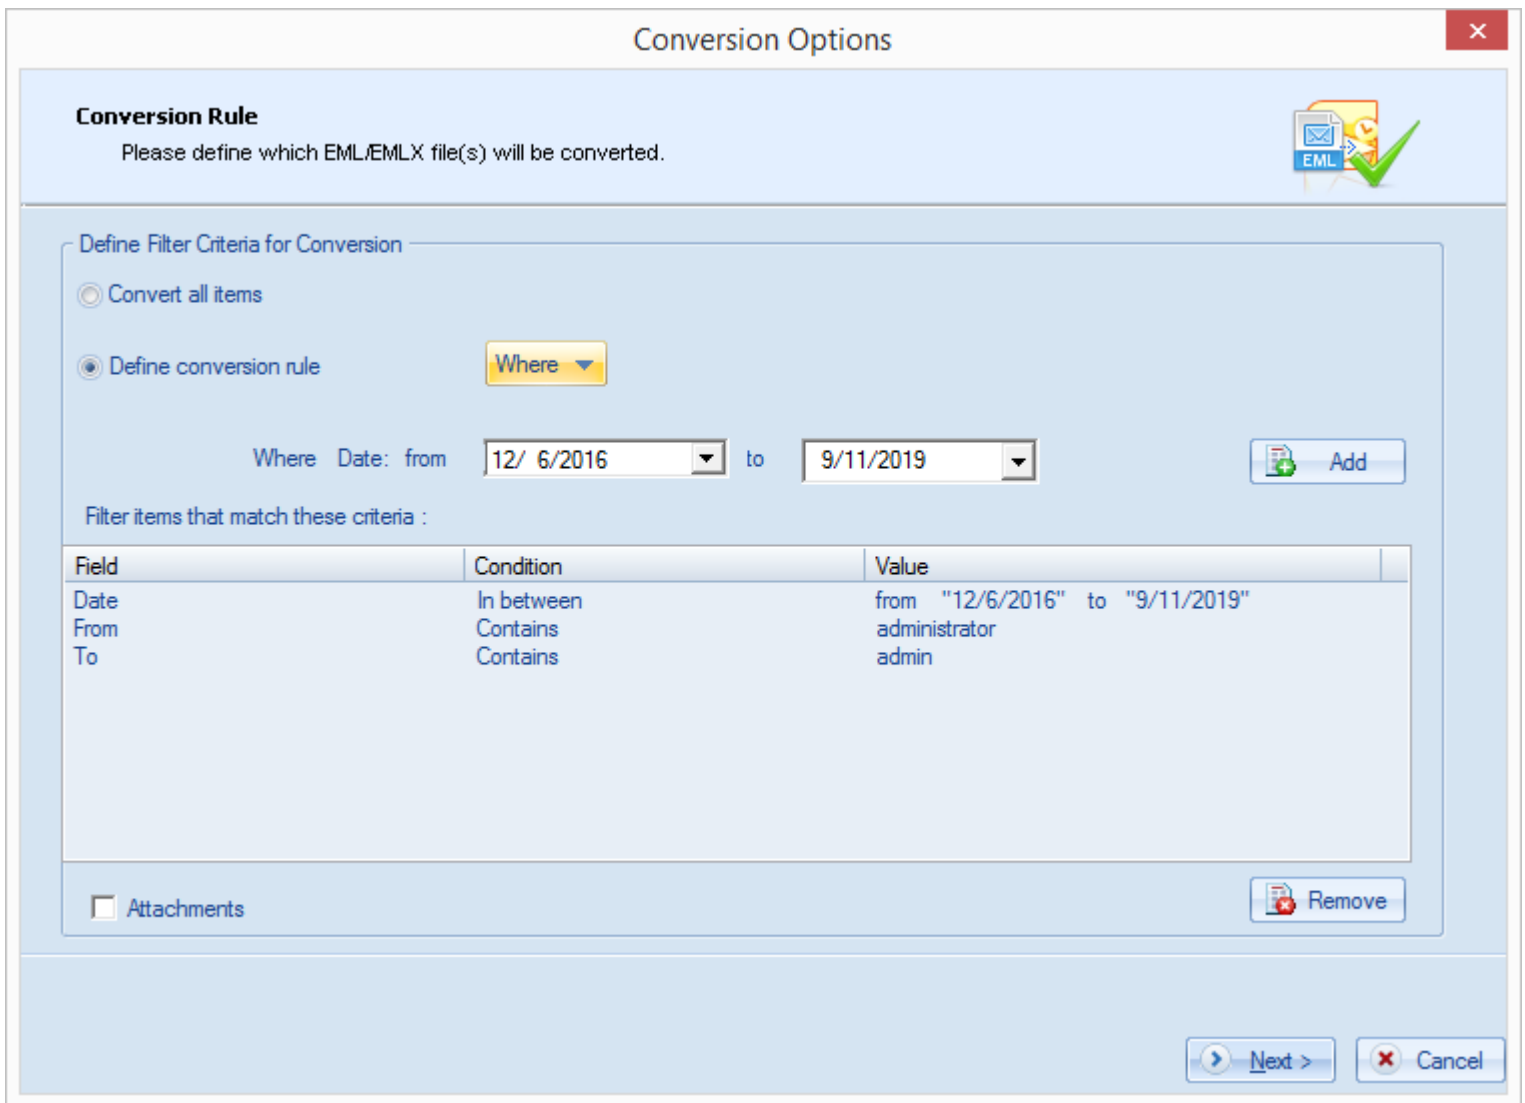 Conversion Options
Conversion Rule
Please define which EML/EMLX file(s) will be converted.
EML
Define Filter Criteria for Conversion
Convert all items
Define conversion rule Where
Where Date: from 12/ 6/2016 to 9/11/2019 Add
Filter items that match these criteria :
Field Condition Value
Date In between from "12/6/2016" to "9/11/2019"
From Contains administrator
To Contains admin
Attachments Remove
Next > Cancel